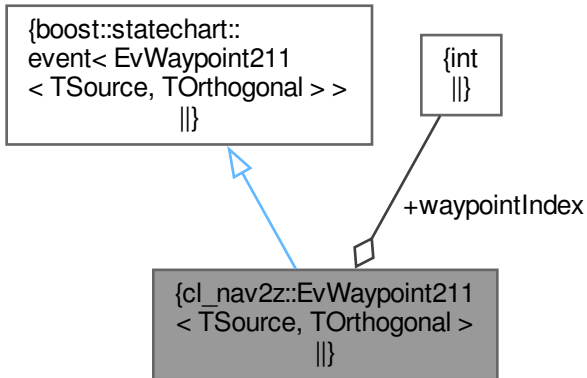 {boost::statechart::
event< EvWaypoint211
< TSource, TOrthogonal > >
||}
{int
||}
+waypointIndex
{cl_nav2z::EvWaypoint211
< TSource, TOrthogonal >
||}